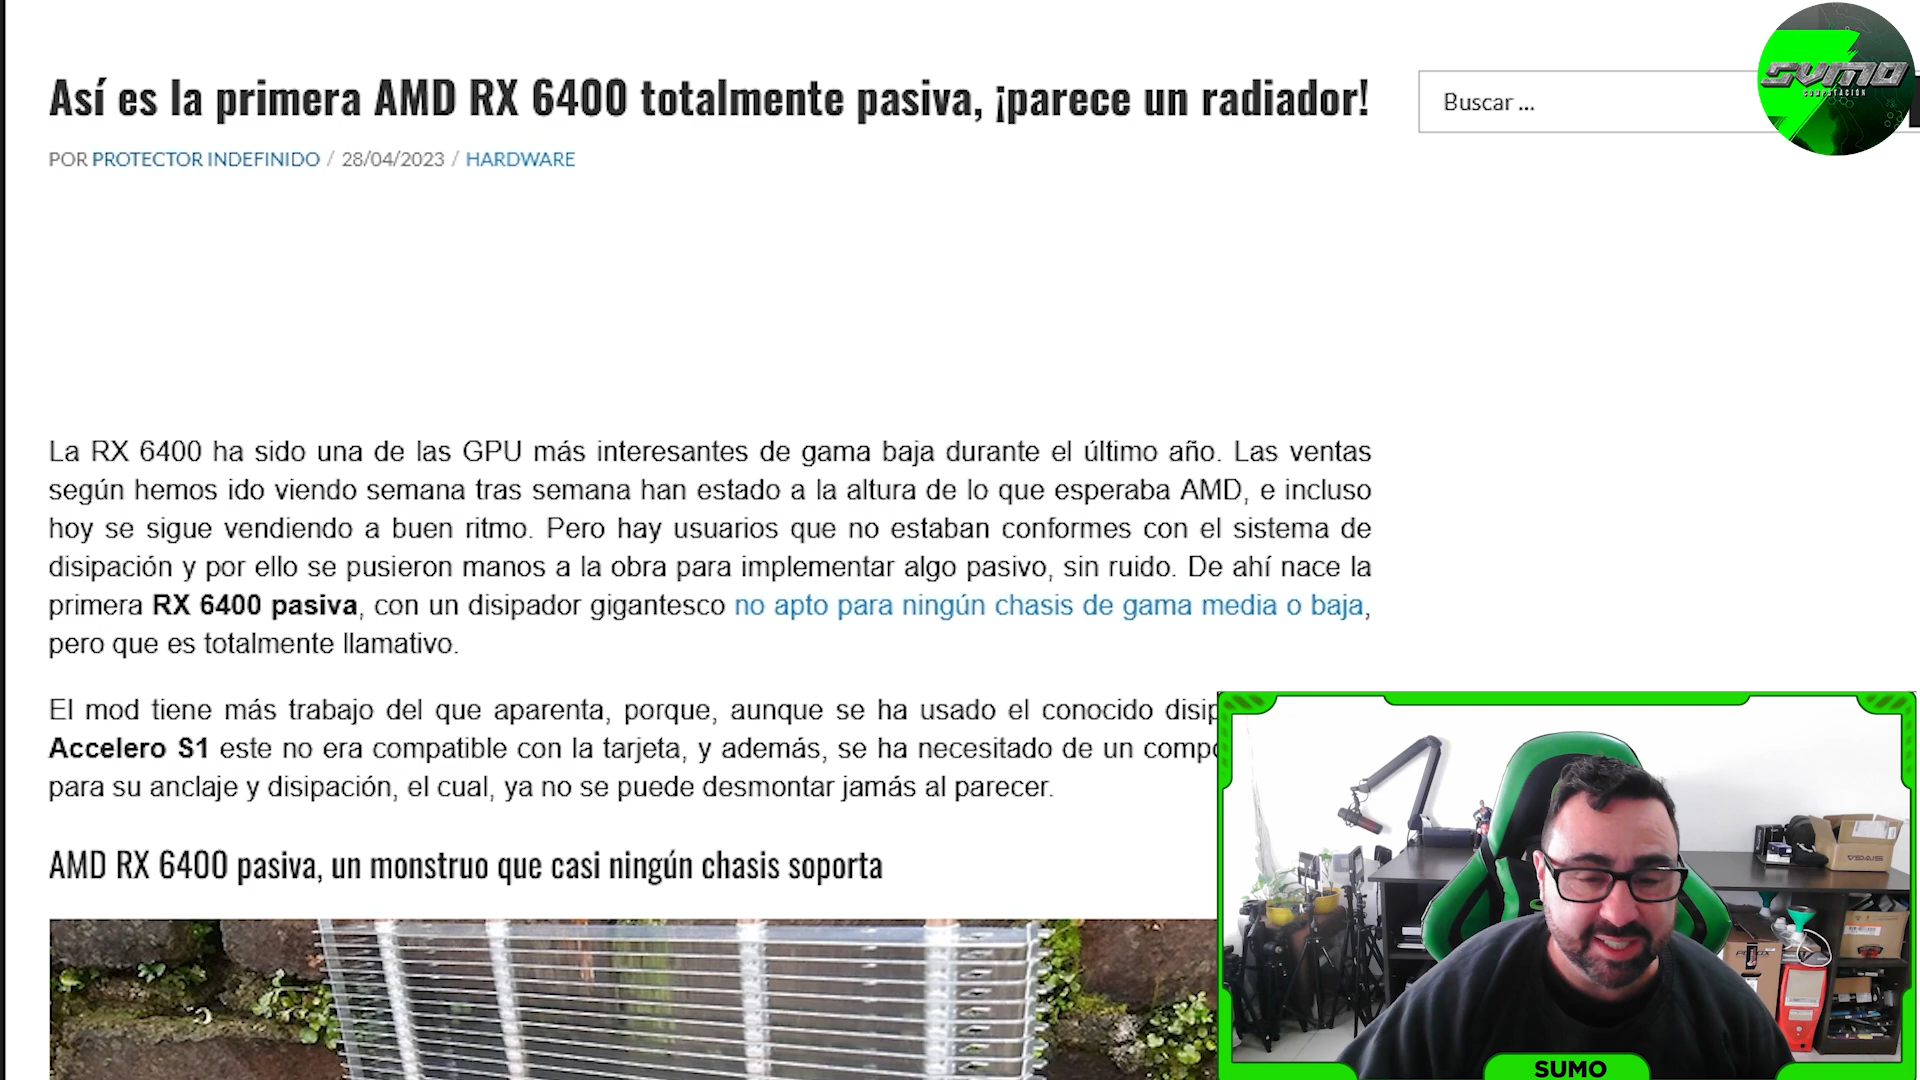 Así es la primera AMD RX 6400 totalmente pasiva, ¡parece un radiador!
POR PROTECTOR INDEFINIDO / 28/04/2023 / HARDWARE
Buscar ...
SUMO
COMPUTACIÓN
La RX 6400 ha sido una de las GPU más interesantes de gama baja durante el último año. Las ventas
según hemos ido viendo semana tras semana han estado a la altura de lo que esperaba AMD, e incluso
hoy se sigue vendiendo a buen ritmo. Pero hay usuarios que no estaban conformes con el sistema de
disipación y por ello se pusieron manos a la obra para implementar algo pasivo, sin ruido. De ahí nace la
primera RX 6400 pasiva, con un disipador gigantesco no apto para ningún chasis de gama media o baja,
pero que es totalmente llamativo.
El mod tiene más trabajo del que aparenta, porque, aunque se ha usado el conocido disip
Accelero S1 este no era compatible con la tarjeta, y además, se ha necesitado de un compo
para su anclaje y disipación, el cual, ya no se puede desmontar jamás al parecer.
AMD RX 6400 pasiva, un monstruo que casi ningún chasis soporta
SUMO